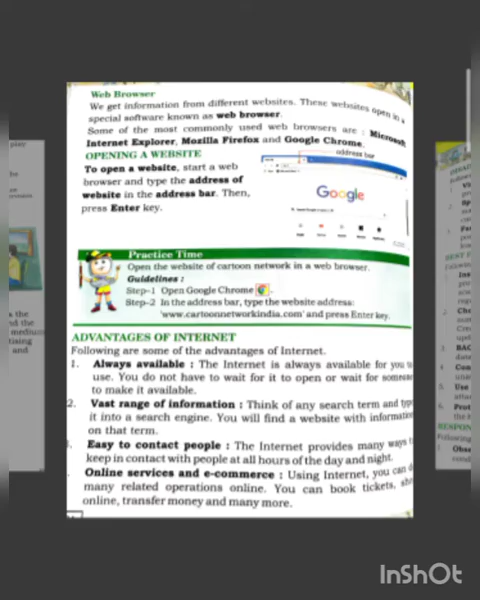 Web Browser
We get information from different websites. These websites open in a
special software known as web browser.
Some of the most commonly used web browsers are : Microsoft
Internet Explorer, Mozilla Firefox and Google Chrome.
OPENING A WEBSITE
address bar
To open a website, start a web
browser and type the address of
website in the address bar. Then,
press Enter key.
Google
Practice Time
Open the website of cartoon network in a web browser.
Guidelines :
Step-1 Open Google Chrome
Step-2 In the address bar, type the website address:
'www.cartoonnetworkindia.com' and press Enter key.
ADVANTAGES OF INTERNET
Following are some of the advantages of Internet.
1. Always available : The Internet is always available for you to
use. You do not have to wait for it to open or wait for someone
to make it available.
2. Vast range of information : Think of any search term and type
it into a search engine. You will find a website with information
on that term.
Easy to contact people : The Internet provides many ways to
keep in contact with people at all hours of the day and night.
Online services and e-commerce : Using Internet, you can d
many related operations online. You can book tickets, sho
online, transfer money and many more.
InShOt